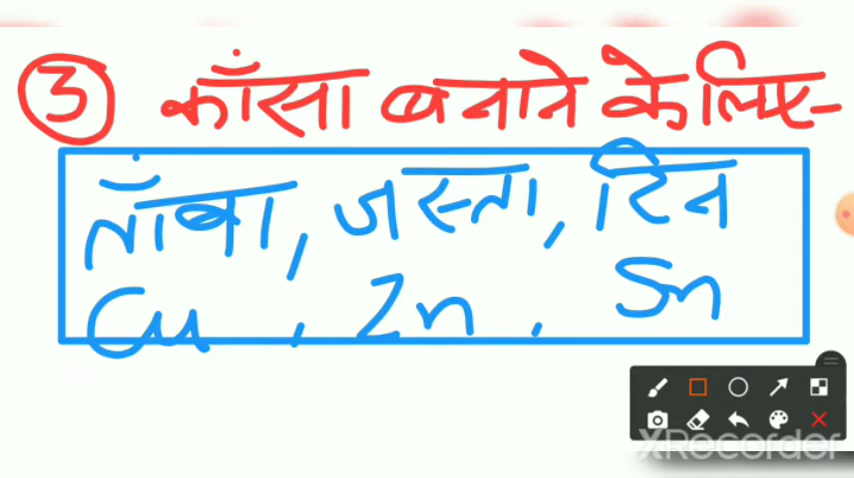 ③ काँसा बनाने के लिए-
ताँबा, जस्ता, टिन
Cu, Zn, Sn
XRecorder